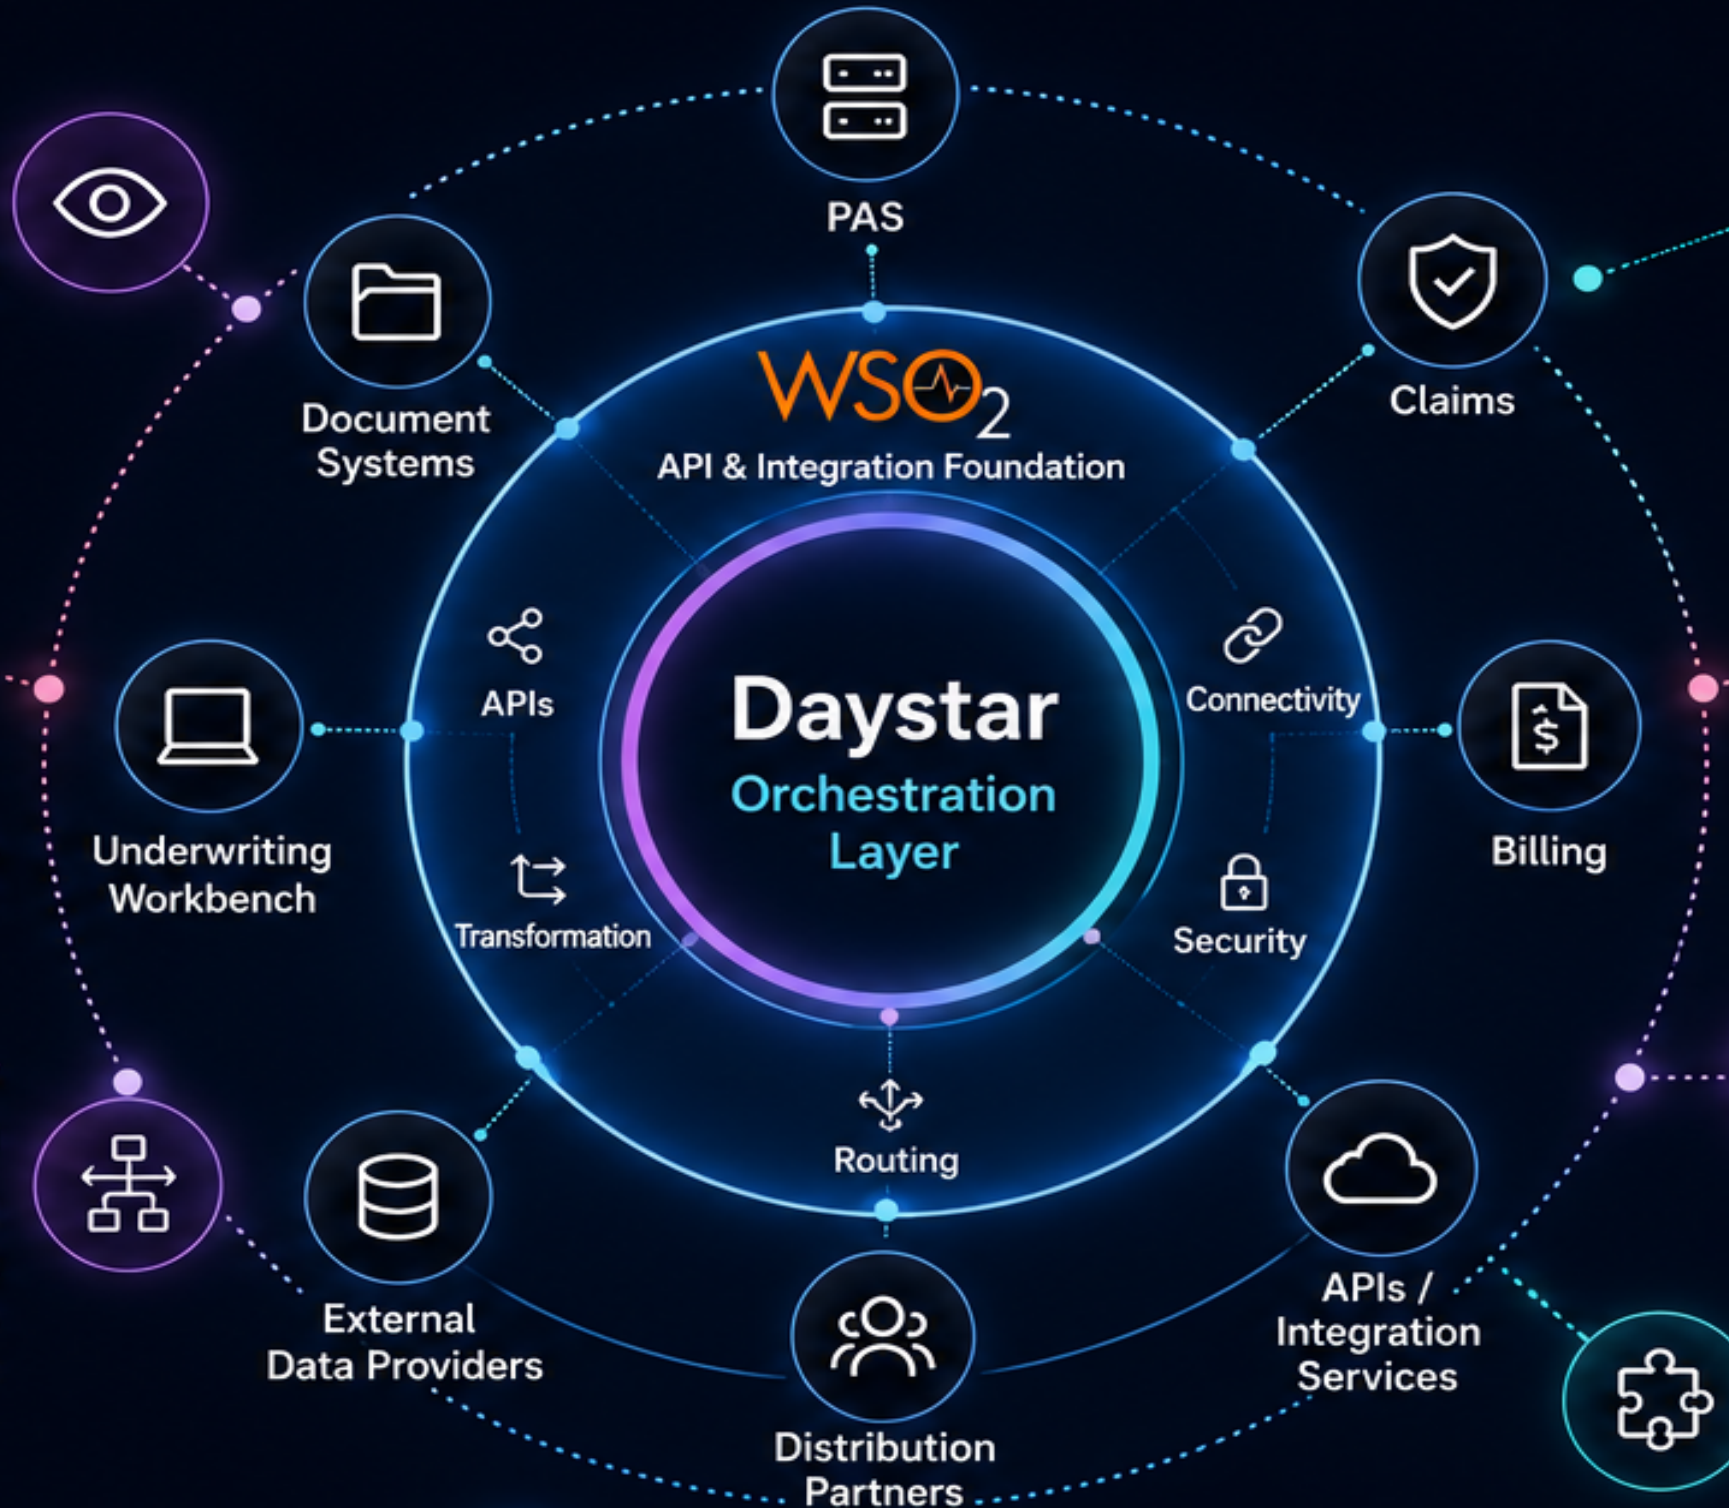 PAS
Document
Systems
WSO2
API & Integration Foundation
Claims
APIs
Connectivity
Daystar
Orchestration
Layer
Underwriting
Workbench
Billing
Transformation
Security
Routing
External
Data Providers
APIs /
Integration
Services
Distribution
Partners